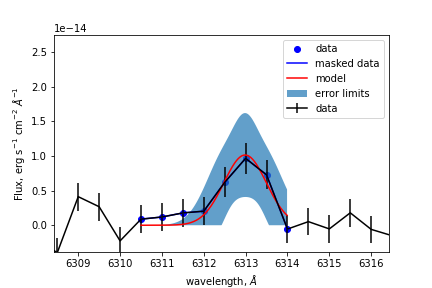 1e−14
2.5
2.0
1.5
1.0
0.5
0.0
Flux, erg s⁻¹ cm⁻² Å⁻¹
data
masked data
model
error limits
data
6309 6310 6311 6312 6313 6314 6315 6316
wavelength, Å